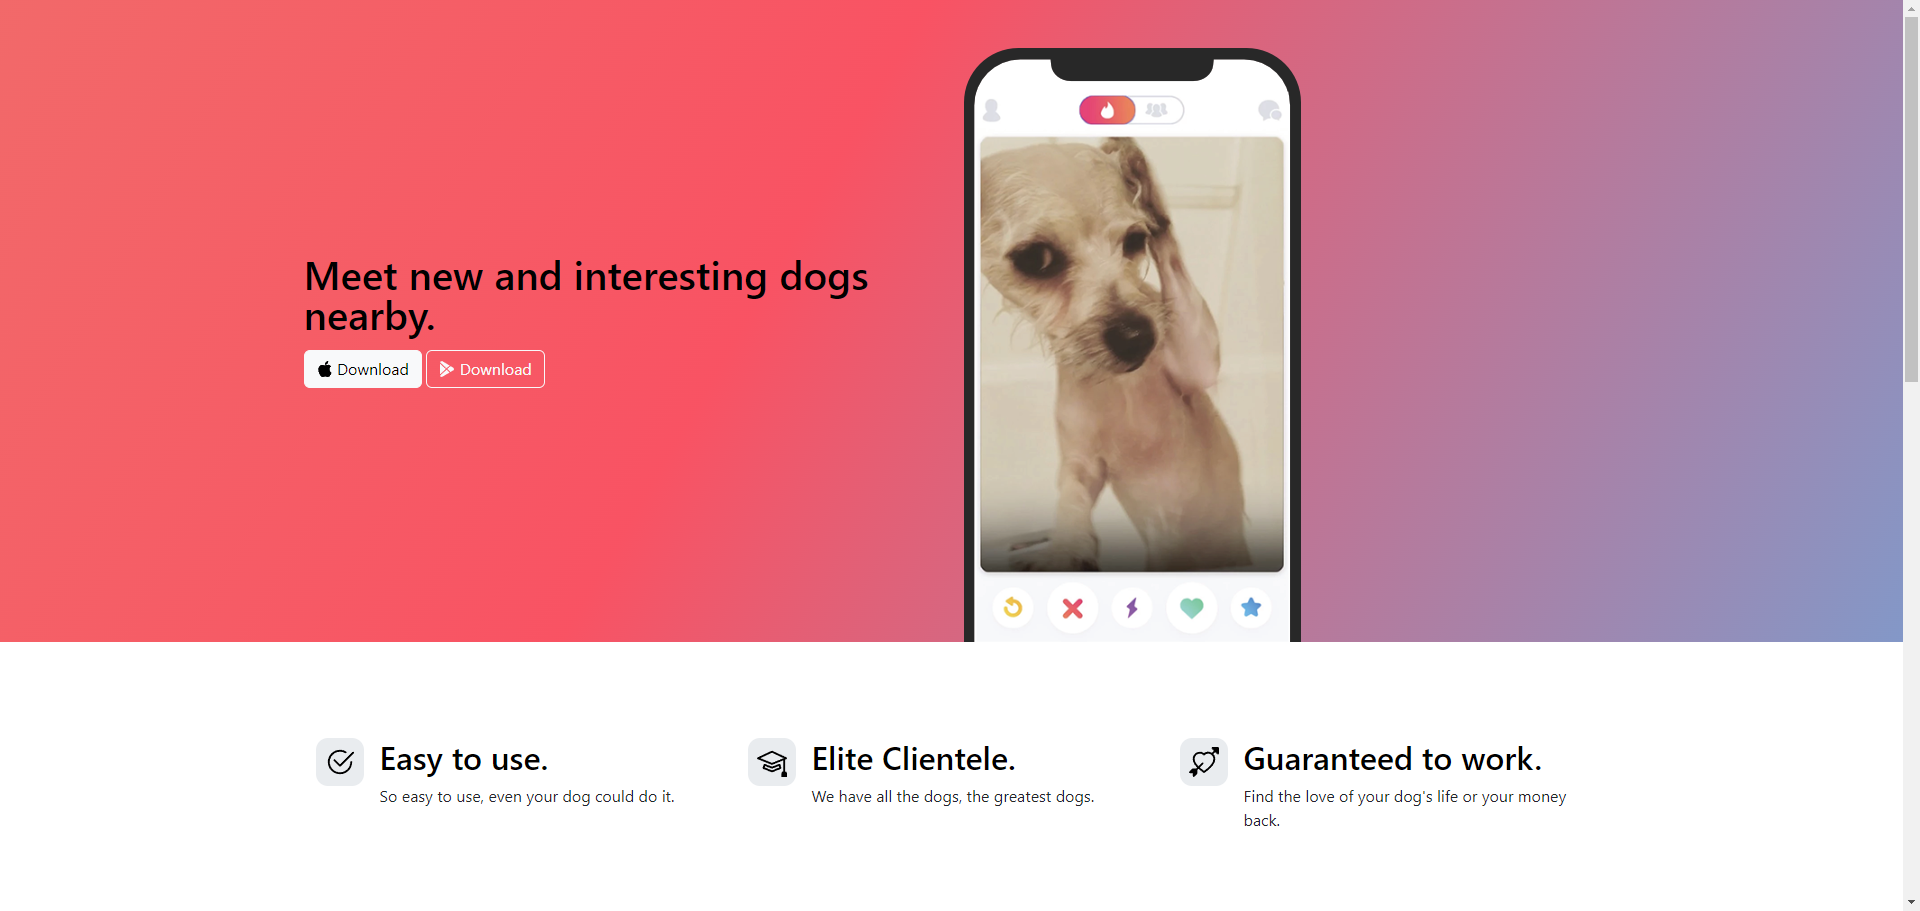 Meet new and interesting dogs
nearby.
Download
Download
Easy to use.
So easy to use, even your dog could do it.
Elite Clientele.
We have all the dogs, the greatest dogs.
Guaranteed to work.
Find the love of your dog's life or your money
back.